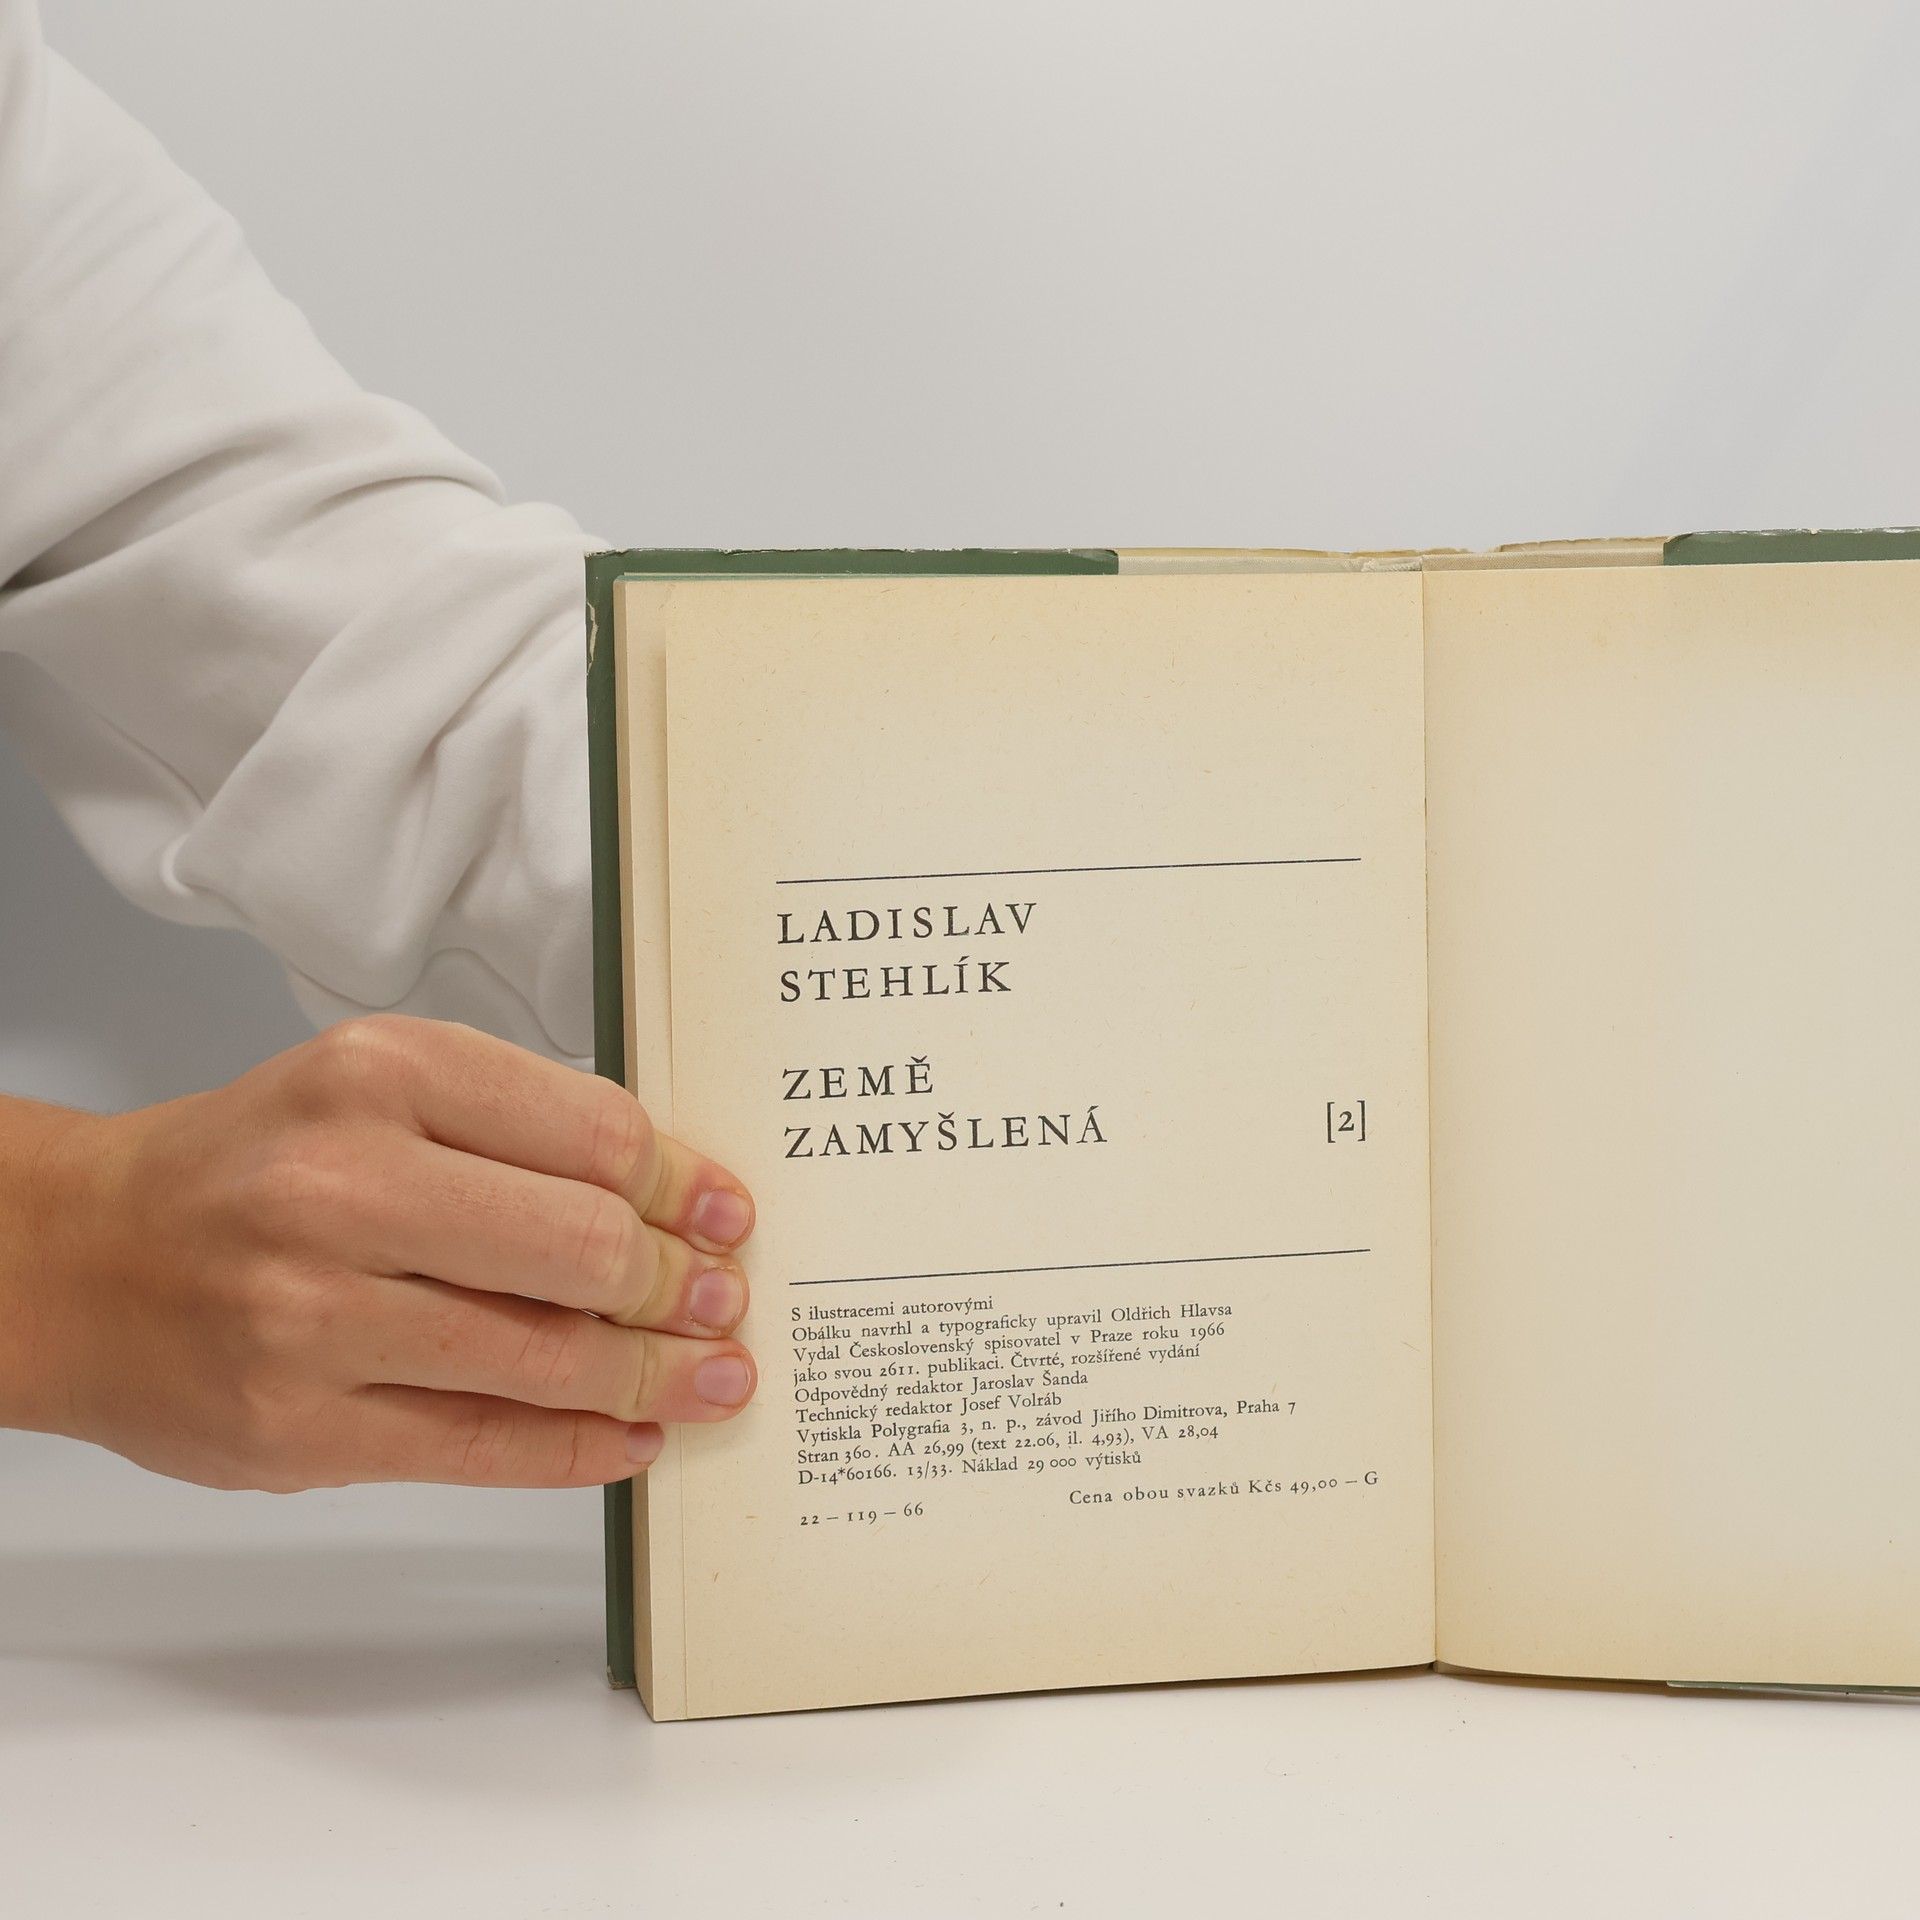 LADISLAV
STEHLÍK
ZEMĚ
ZAMYŠLENÁ [2]
S ilustracemi autorovými
Obálku navrhl a typograficky upravil Oldřich Hlavsa
Vydal Československý spisovatel v Praze roku 1966
jako svou 2611. publikaci. Čtvrté, rozšířené vydání
Odpovědný redaktor Jaroslav Šanda
Technický redaktor Josef Volráb
Vytiskla Polygrafia 3, n. p., závod Jiřího Dimitrova, Praha 7
Stran 360. AA 26,99 (text 22.06, il. 4,93), VA 28,04
D-14*60166. 13/33. Náklad 29 000 výtisků
22 — 119 — 66 Cena obou svazků Kčs 49,00 — G